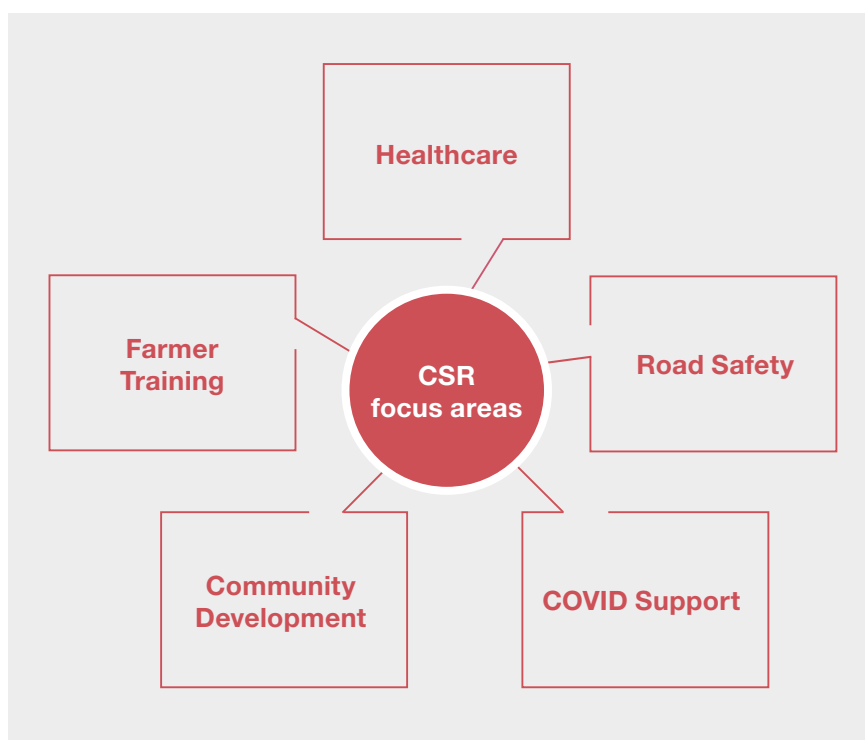 Healthcare
Farmer
Training
CSR
focus areas
Road Safety
Community
Development
COVID Support